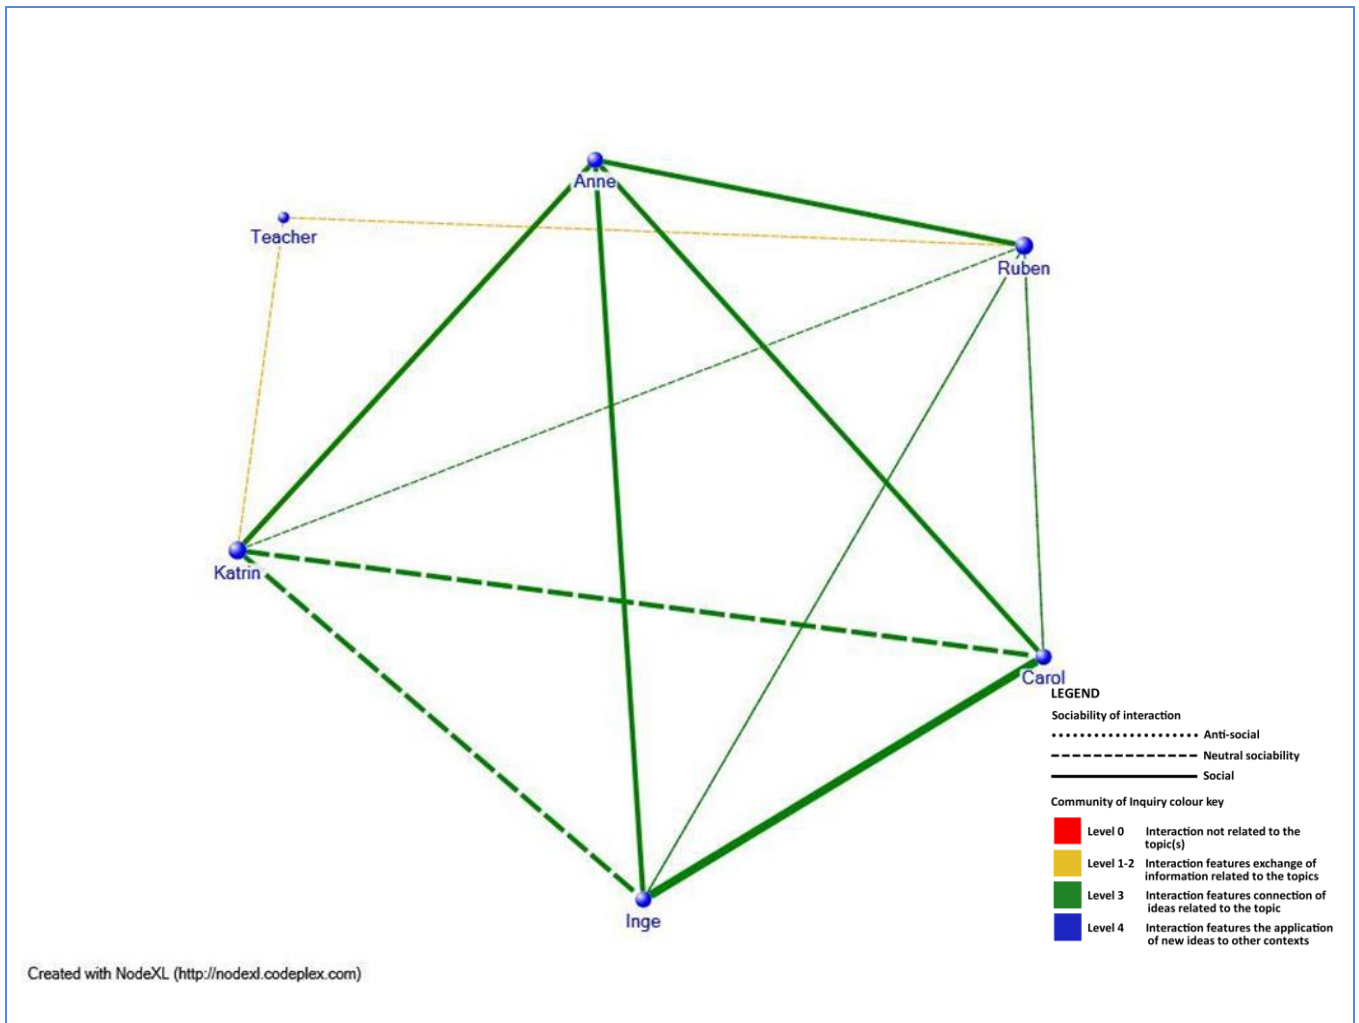 Anne
Teacher
Ruben
Katrin
Carol
LEGEND
Sociability of interaction
Anti-social
Neutral sociability
Social
Community of Inquiry colour key
Level 0 Interaction not related to the
topic(s)
Level 1-2 Interaction features exchange of
information related to the topics
Level 3 Interaction features connection of
ideas related to the topic
Level 4 Interaction features the application
of new ideas to other contexts
Inge
Created with NodeXL (http://nodexl.codeplex.com)